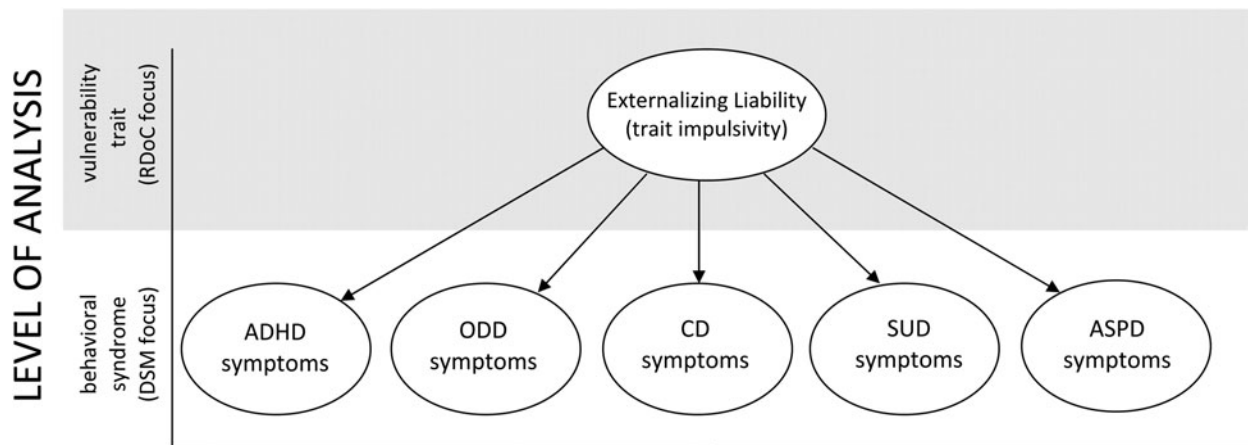 LEVEL OF ANALYSIS
vulnerability
trait
(RDoC focus)
Externalizing Liability
(trait impulsivity)
behavioral
syndrome
(DSM focus)
ADHD
symptoms
ODD
symptoms
CD
symptoms
SUD
symptoms
ASPD
symptoms